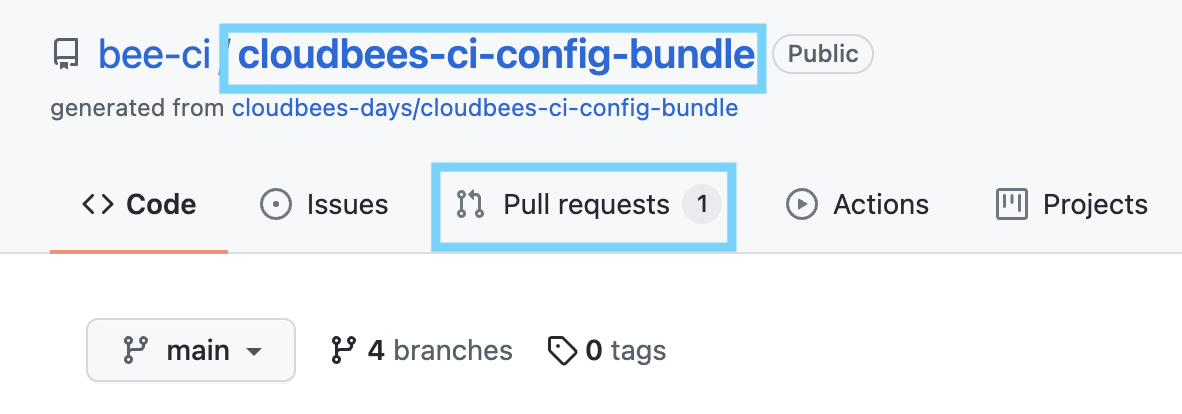 bee-ci / cloudbees-ci-config-bundle Public
generated from cloudbees-days/cloudbees-ci-config-bundle
Code Issues Pull requests 1 Actions Projects
main 4 branches 0 tags